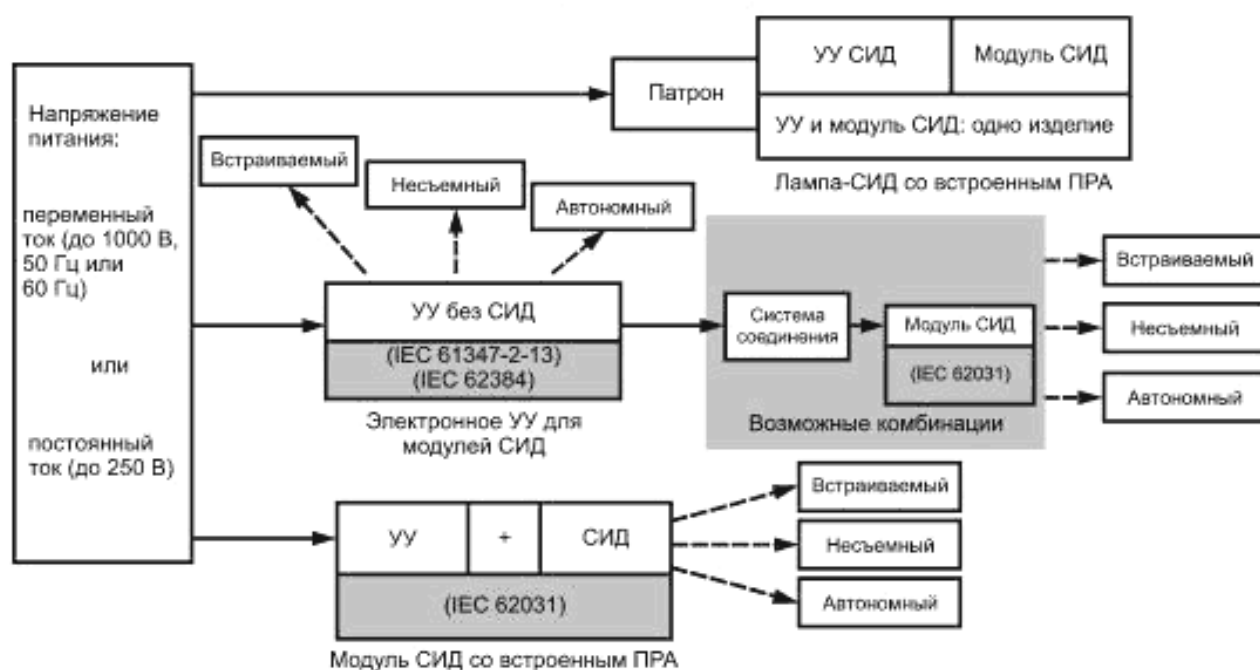 Напряжение
питания:
переменный
ток (до 1000 В,
50 Гц или
60 Гц)
или
постоянный
ток (до 250 В)
Патрон
УУ СИД
Модуль СИД
УУ и модуль СИД: одно изделие
Лампа-СИД со встроенным ПРА
Встраиваемый
Несъемный
Автономный
УУ без СИД
(IEC 61347-2-13)
(IEC 62384)
Электронное УУ для
модулей СИД
Система
соединения
Модуль СИД
(IEC 62031)
Возможные комбинации
Встраиваемый
Несъемный
Автономный
УУ
+
СИД
(IEC 62031)
Модуль СИД со встроенным ПРА
Встраиваемый
Несъемный
Автономный